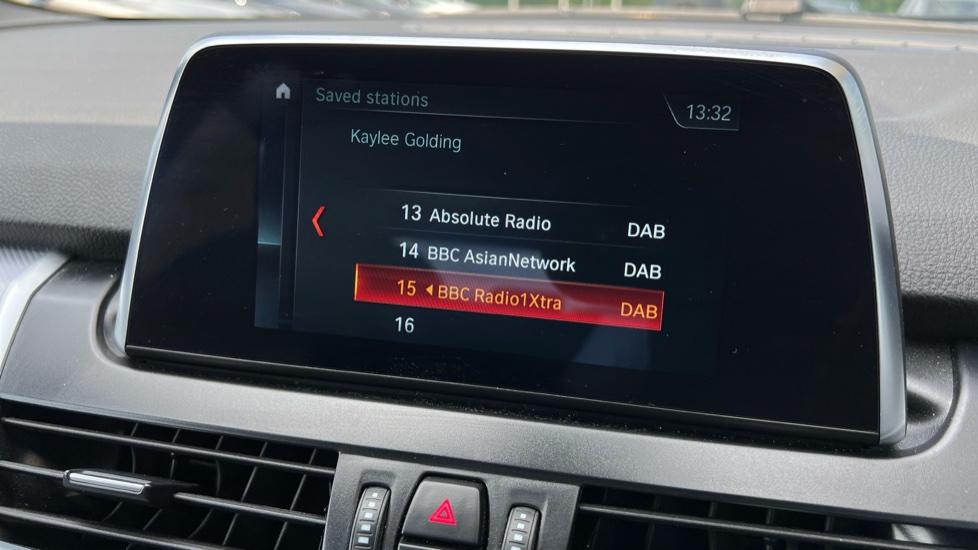 Saved stations
13:32
Kaylee Golding
13 Absolute Radio DAB
14 BBC AsianNetwork DAB
15 BBC Radio1Xtra DAB
16